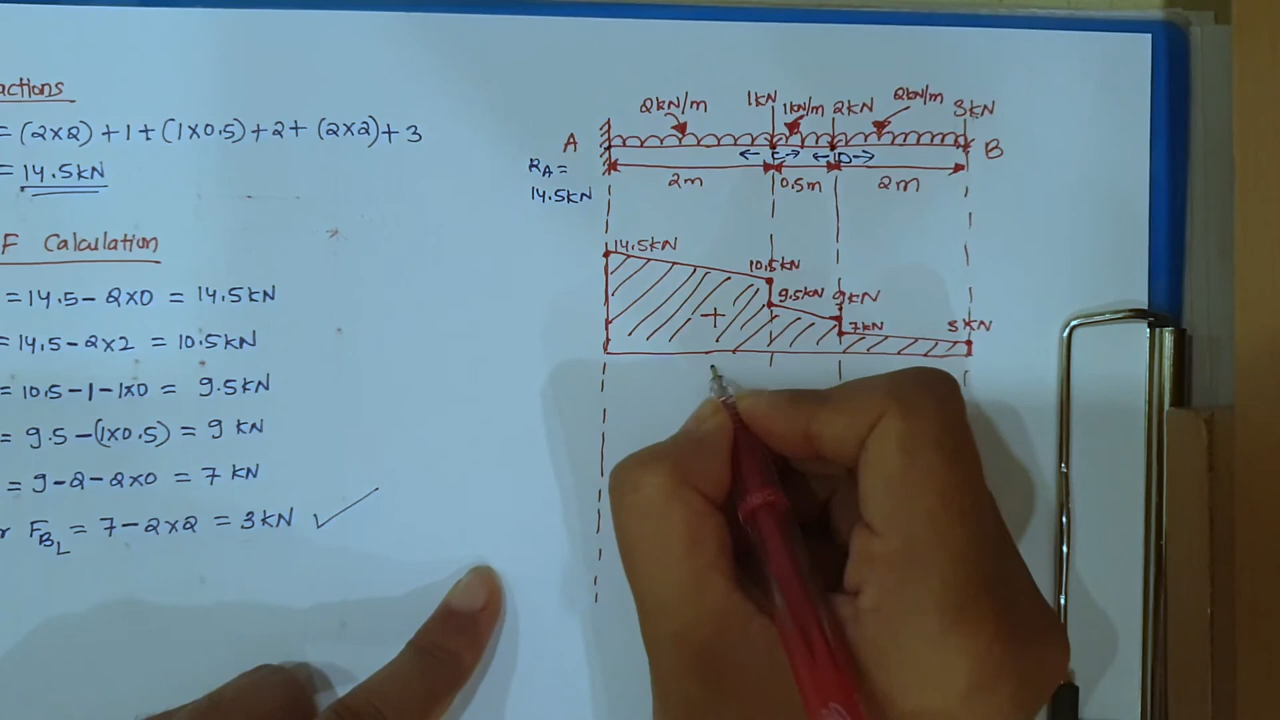 actions
= (2×2) + 1 + (1×0.5) + 2 + (2×2) + 3
= 14.5kN
F Calculation
= 14.5 - 2×0 = 14.5kN
= 14.5 - 2×2 = 10.5kN
= 10.5 - 1 - 1×0 = 9.5kN
= 9.5 - (1×0.5) = 9 kN
= 9 - 2 - 2×0 = 7 kN
r FBL = 7 - 2×2 = 3kN ✓
2kN/m 1kN 1kN/m 2kN 2kN/m 3kN
A C D B
RA =
14.5kN
2m 0.5m 2m
14.5kN
10.5kN
9.5kN 9kN
7kN 3kN
+